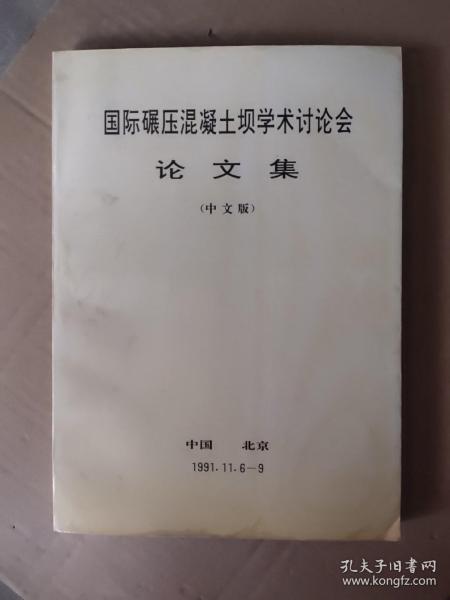 国际碾压混凝土坝学术讨论会
论文集
（中文版）
中国 北京
1991.11.6—9
孔夫子旧书网
www.kongfz.com